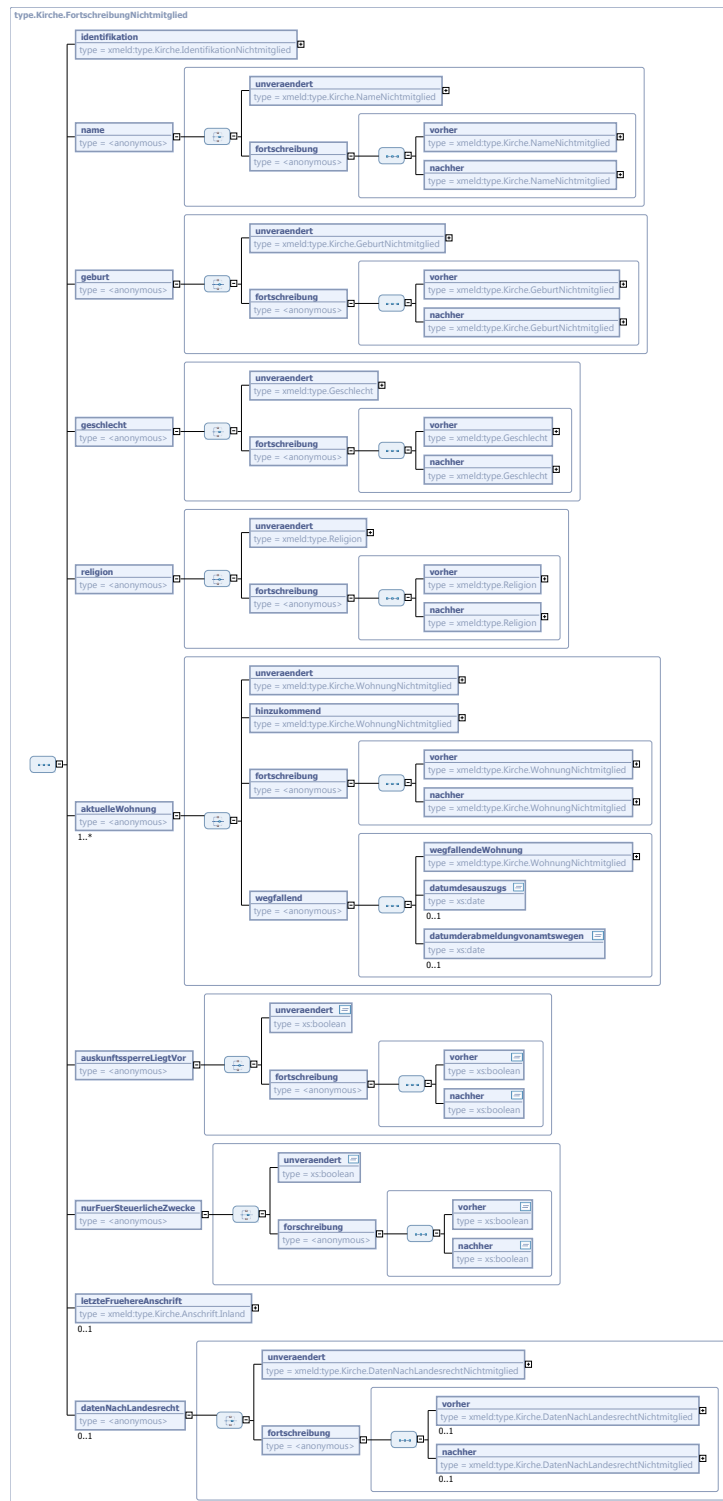 type.Kirche.FortschreibungNichtmitglied
identifikation
type = xmeld:type.Kirche.IdentifikationNichtmitglied
name
type = <anonymous>
unveraendert
type = xmeld:type.Kirche.NameNichtmitglied
fortschreibung
type = <anonymous>
vorher
type = xmeld:type.Kirche.NameNichtmitglied
nachher
type = xmeld:type.Kirche.NameNichtmitglied
geburt
type = <anonymous>
unveraendert
type = xmeld:type.Kirche.GeburtNichtmitglied
fortschreibung
type = <anonymous>
vorher
type = xmeld:type.Kirche.GeburtNichtmitglied
nachher
type = xmeld:type.Kirche.GeburtNichtmitglied
geschlecht
type = <anonymous>
unveraendert
type = xmeld:type.Geschlecht
fortschreibung
type = <anonymous>
vorher
type = xmeld:type.Geschlecht
nachher
type = xmeld:type.Geschlecht
religion
type = <anonymous>
unveraendert
type = xmeld:type.Religion
fortschreibung
type = <anonymous>
vorher
type = xmeld:type.Religion
nachher
type = xmeld:type.Religion
aktuelleWohnung
type = <anonymous>
1..*
unveraendert
type = xmeld:type.Kirche.WohnungNichtmitglied
hinzukommend
type = xmeld:type.Kirche.WohnungNichtmitglied
fortschreibung
type = <anonymous>
vorher
type = xmeld:type.Kirche.WohnungNichtmitglied
nachher
type = xmeld:type.Kirche.WohnungNichtmitglied
wegfallend
type = <anonymous>
wegfallendeWohnung
type = xmeld:type.Kirche.WohnungNichtmitglied
datumdesauszugs
type = xs:date
0..1
datumderabmeldungvonamtswegen
type = xs:date
0..1
auskunftssperreLiegtVor
type = <anonymous>
unveraendert
type = xs:boolean
fortschreibung
type = <anonymous>
vorher
type = xs:boolean
nachher
type = xs:boolean
nurFuerSteuerlicheZwecke
type = <anonymous>
unveraendert
type = xs:boolean
forschreibung
type = <anonymous>
vorher
type = xs:boolean
nachher
type = xs:boolean
letzteFruehereAnschrift
type = xmeld:type.Kirche.Anschrift.Inland
0..1
datenNachLandesrecht
type = <anonymous>
0..1
unveraendert
type = xmeld:type.Kirche.DatenNachLandesrechtNichtmitglied
fortschreibung
type = <anonymous>
vorher
type = xmeld:type.Kirche.DatenNachLandesrechtNichtmitglied
0..1
nachher
type = xmeld:type.Kirche.DatenNachLandesrechtNichtmitglied
0..1